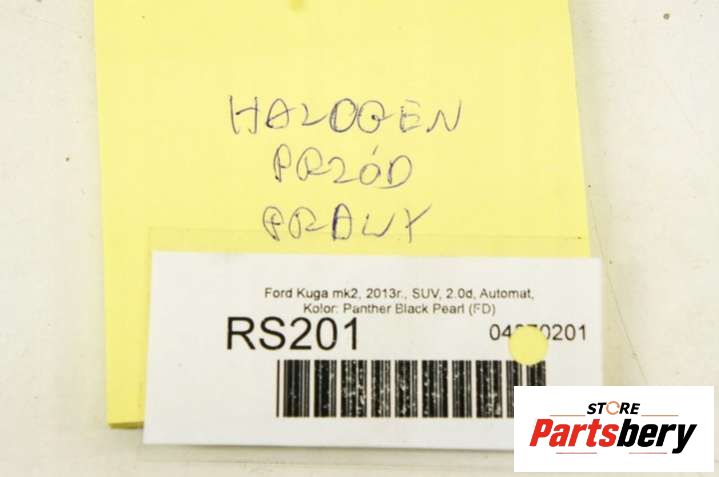 HALOGEN
PRZÓD
PRAWY
Ford Kuga mk2, 2013r., SUV, 2.0d, Automat,
Kolor: Panther Black Pearl (FD)
RS201
STORE
Partsbery